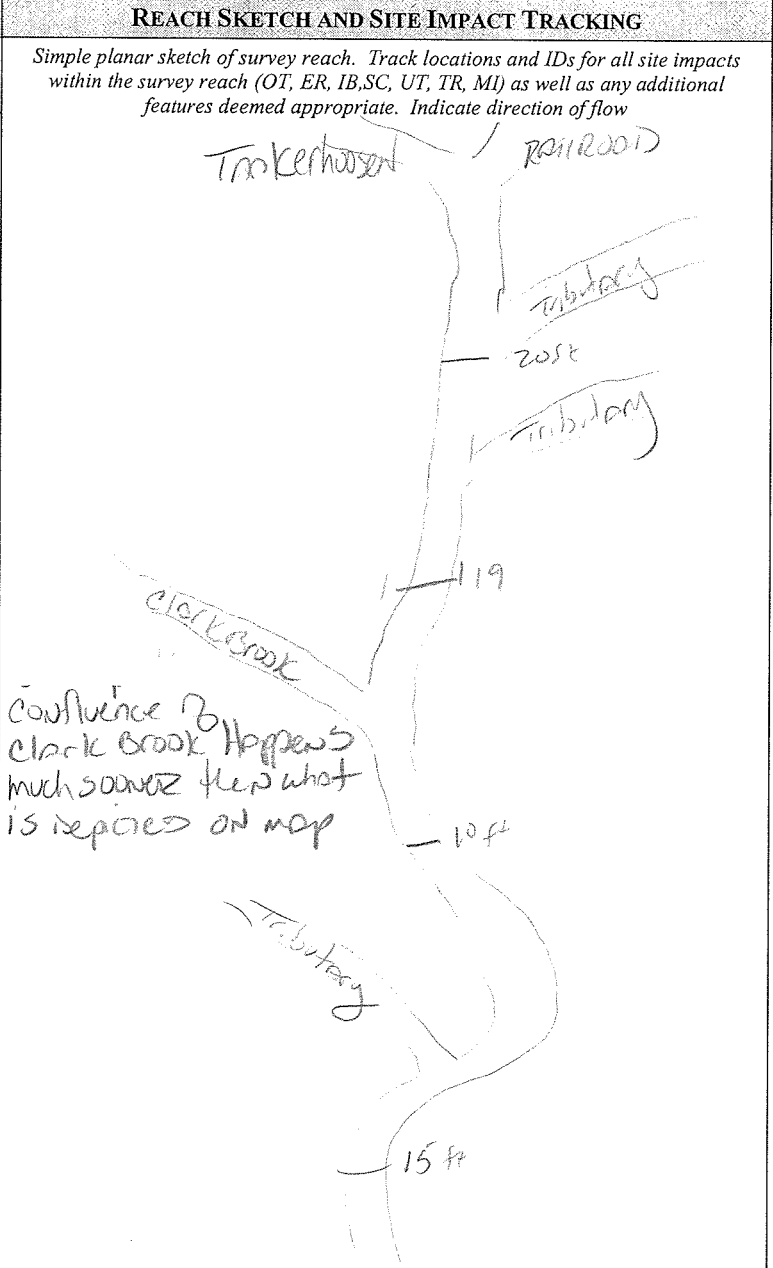 REACH SKETCH AND SITE IMPACT TRACKING
Simple planar sketch of survey reach. Track locations and IDs for all site impacts
within the survey reach (OT, ER, IB,SC, UT, TR, MI) as well as any additional
features deemed appropriate. Indicate direction of flow
RAILROAD
Tributary
Tributary
119
Clark Brook
Confluence of
Clark Brook Happens
much sooner then what
is depicted on map
10 ft
Tributary
15 ft